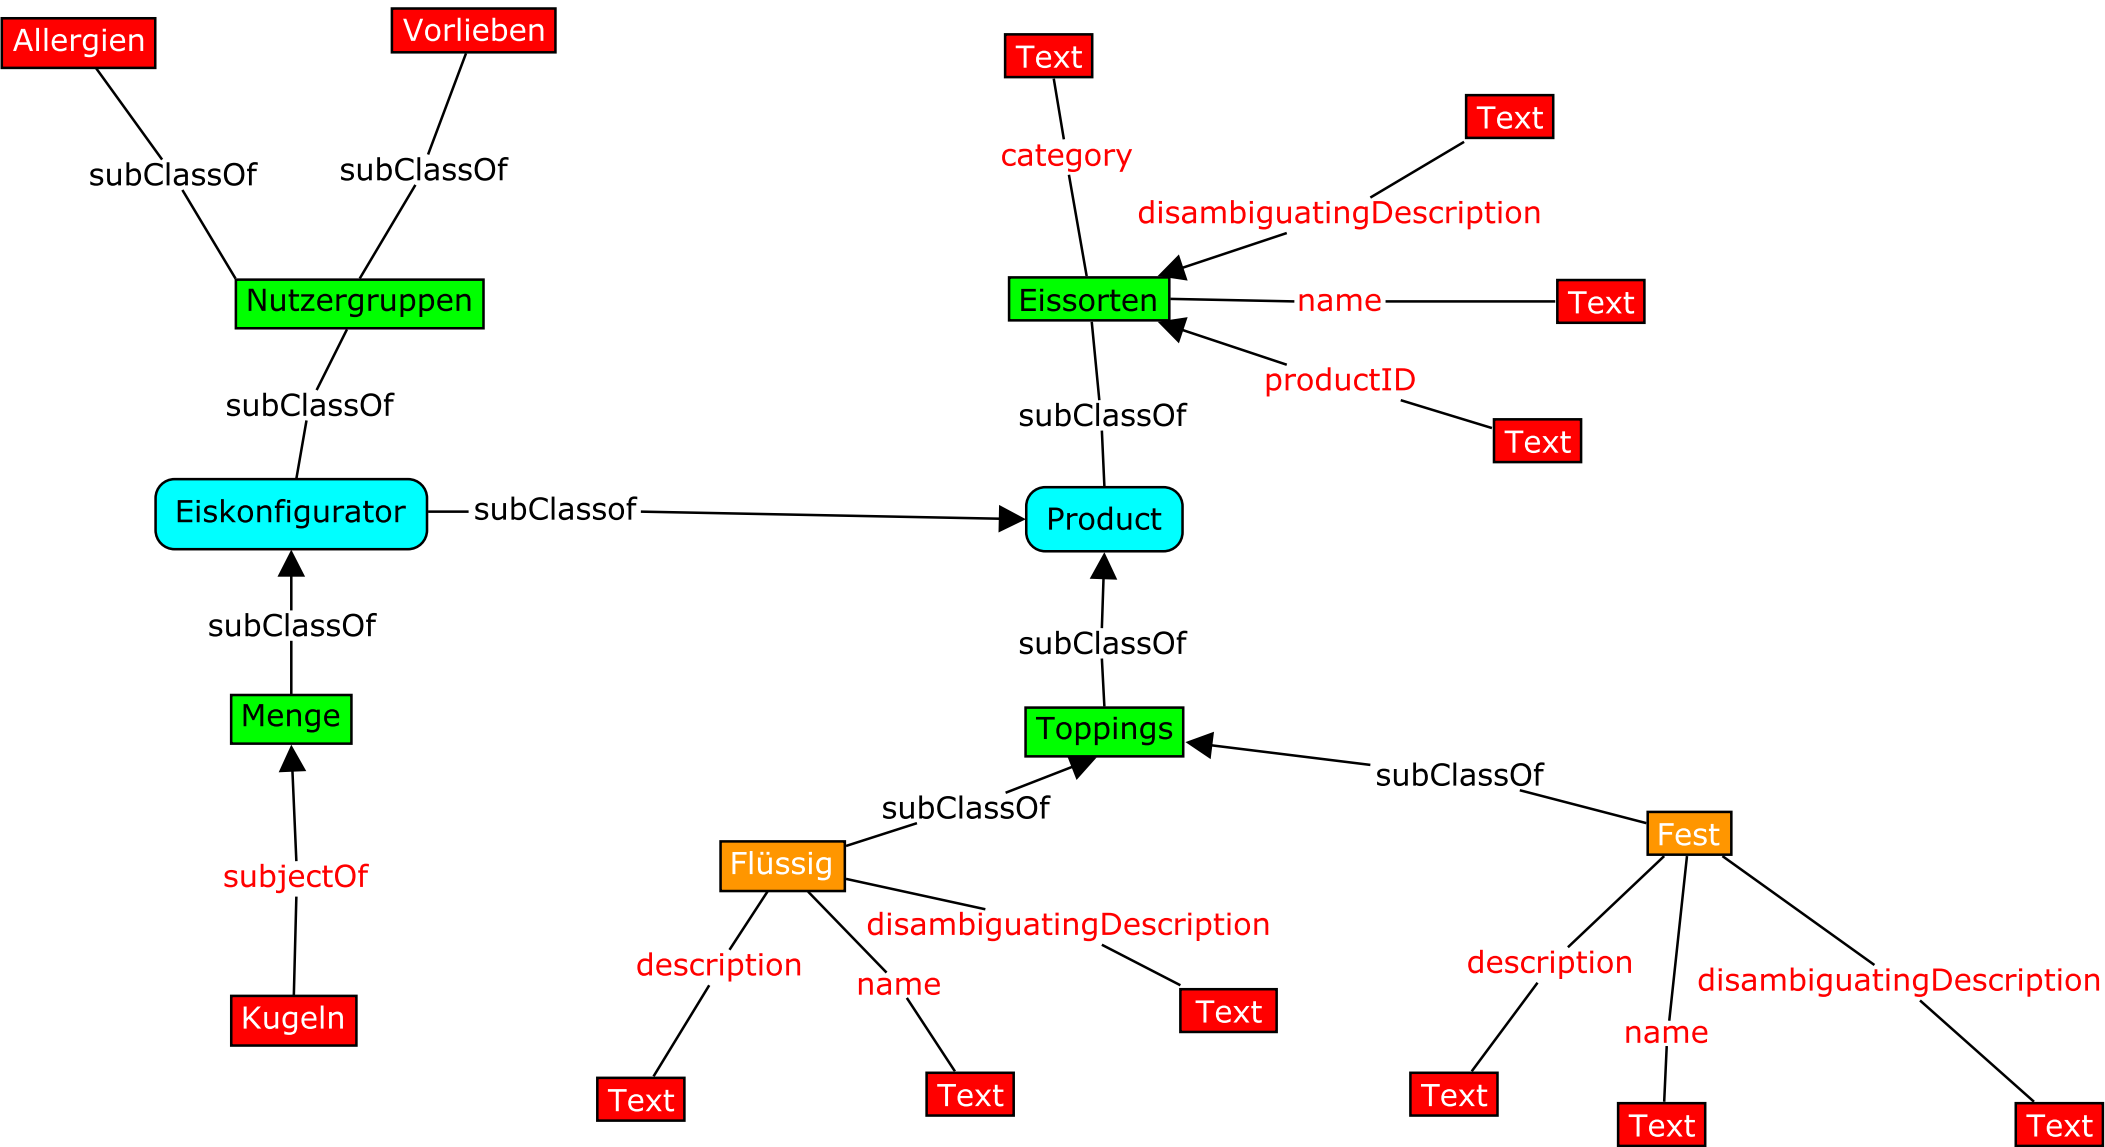 Allergien
Vorlieben
Text
Text
category
subClassOf
subClassOf
disambiguatingDescription
Nutzergruppen
Eissorten
name
Text
productID
subClassOf
subClassOf
Text
Eiskonfigurator
subClassof
Product
subClassOf
subClassOf
Menge
Toppings
subClassOf
subClassOf
Fest
Flüssig
subjectOf
disambiguatingDescription
description
name
description
disambiguatingDescription
Kugeln
Text
name
Text
Text
Text
Text
Text